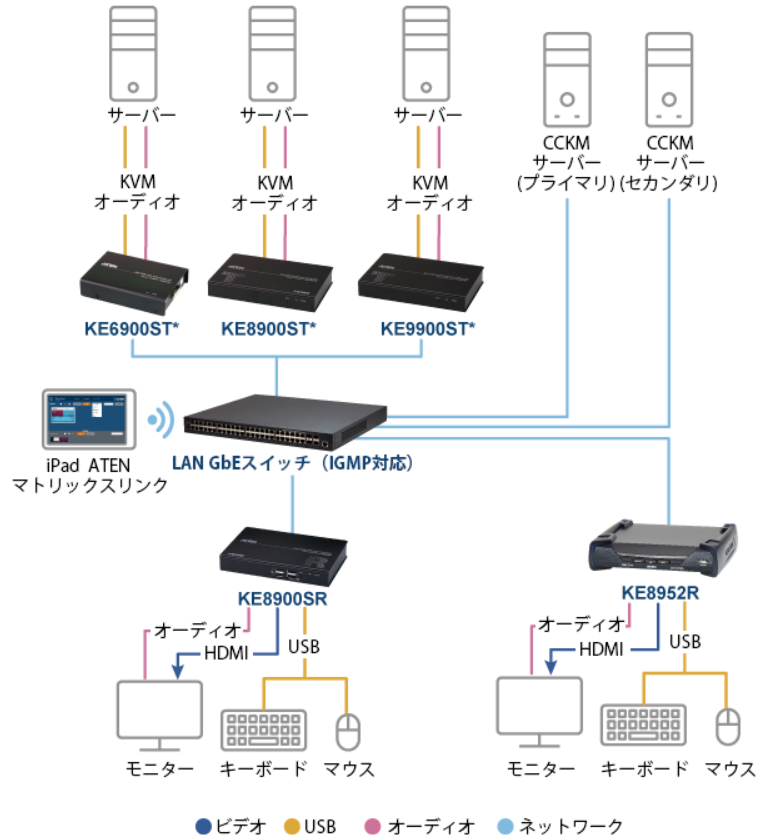 サーバー
サーバー
サーバー
CCKM
サーバー
(プライマリ)
CCKM
サーバー
(セカンダリ)
KVM
オーディオ
KVM
オーディオ
KVM
オーディオ
KE6900ST*
KE8900ST*
KE9900ST*
iPad ATEN
マトリックスリンク
LAN GbEスイッチ（IGMP対応）
KE8900SR
KE8952R
オーディオ
HDMI
USB
オーディオ
HDMI
USB
モニター
キーボード
マウス
モニター
キーボード
マウス
ビデオ
USB
オーディオ
ネットワーク